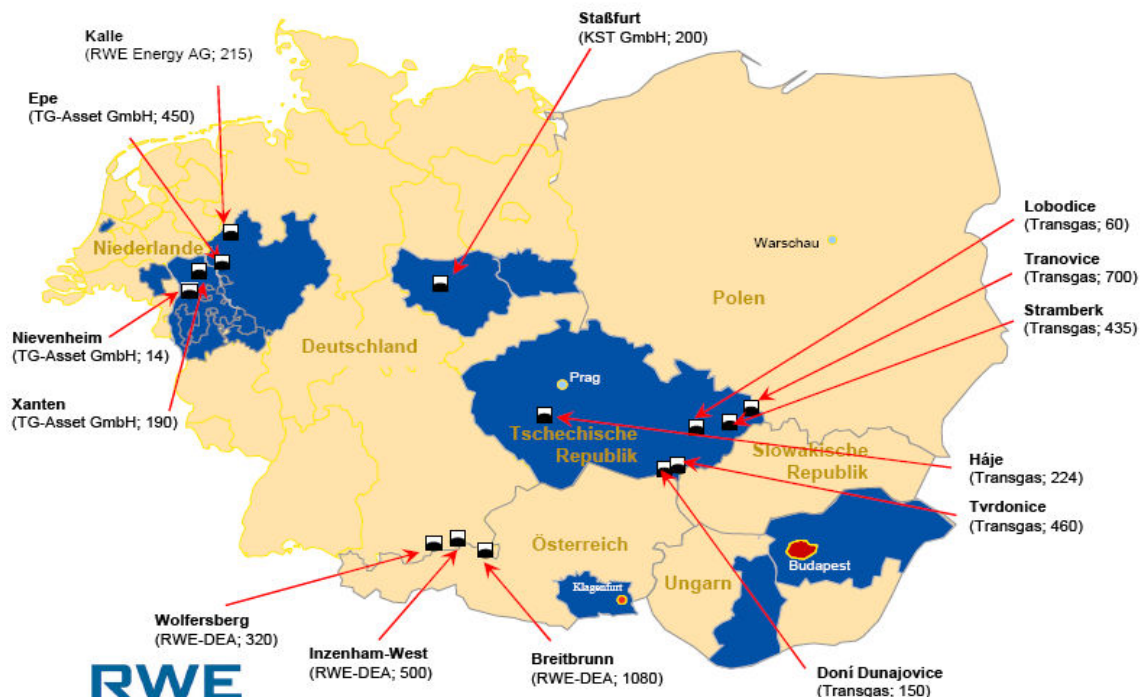 Staßfurt
(KST GmbH; 200)
Kalle
(RWE Energy AG; 215)
Epe
(TG-Asset GmbH; 450)
Lobodice
(Transgas; 60)
Niederlande
Warschau
Tranovice
(Transgas; 700)
Polen
Stramberk
(Transgas; 435)
Nievenheim
(TG-Asset GmbH; 14)
Deutschland
Prag
Xanten
(TG-Asset GmbH; 190)
Tschechische
Republik
Slowakische
Republik
Háje
(Transgas; 224)
Tvrdonice
(Transgas; 460)
Österreich
Budapest
Klagenfurt
Ungarn
Wolfersberg
(RWE-DEA; 320)
Inzenham-West
(RWE-DEA; 500)
Breitbrunn
(RWE-DEA; 1080)
Doní Dunajovice
(Transgas; 150)
RWE